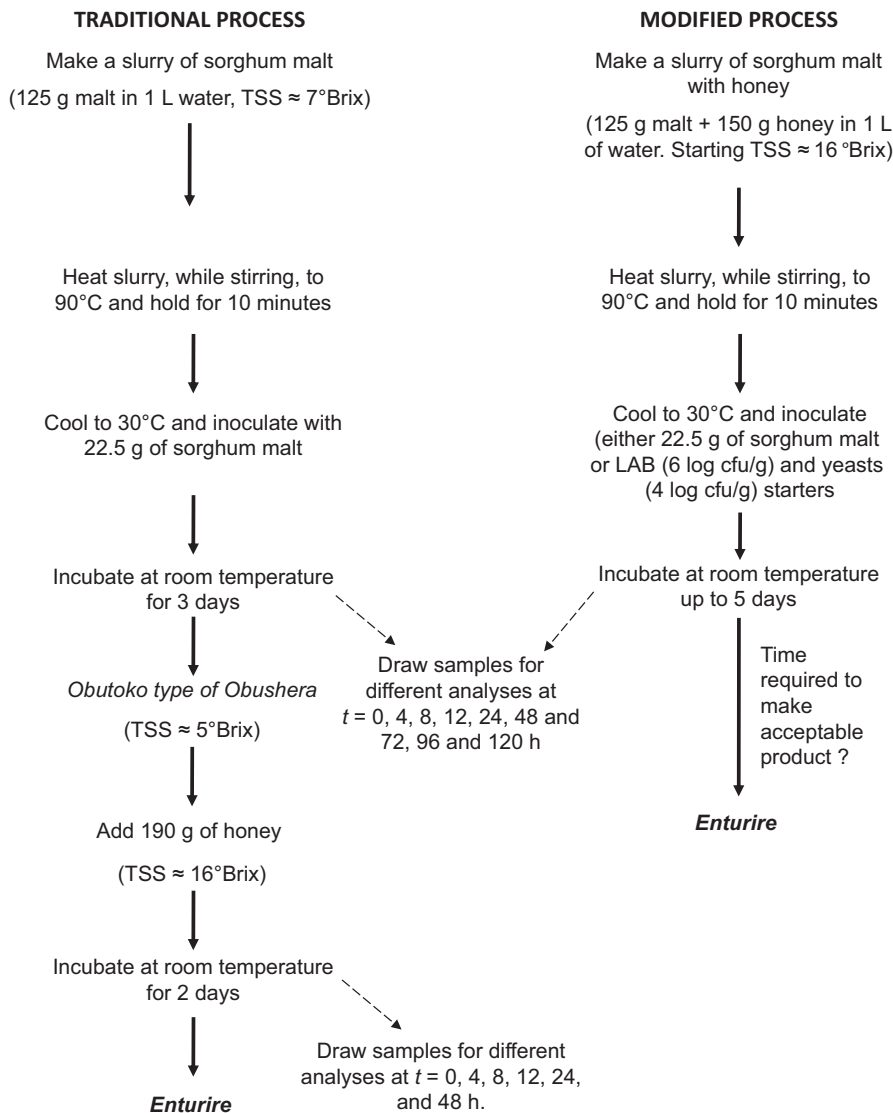 TRADITIONAL PROCESS
Make a slurry of sorghum malt
(125 g malt in 1 L water, TSS ≈ 7°Brix)
Heat slurry, while stirring, to
90°C and hold for 10 minutes
Cool to 30°C and inoculate with
22.5 g of sorghum malt
Incubate at room temperature
for 3 days
Obutoko type of Obushera
(TSS ≈ 5°Brix)
Add 190 g of honey
(TSS ≈ 16°Brix)
Incubate at room temperature
for 2 days
Enturire
Draw samples for
different analyses at
t = 0, 4, 8, 12, 24, 48 and
72, 96 and 120 h
Draw samples for different
analyses at t = 0, 4, 8, 12, 24,
and 48 h.
MODIFIED PROCESS
Make a slurry of sorghum malt
with honey
(125 g malt + 150 g honey in 1 L
of water. Starting TSS ≈ 16 °Brix)
Heat slurry, while stirring, to
90°C and hold for 10 minutes
Cool to 30°C and inoculate
(either 22.5 g of sorghum malt
or LAB (6 log cfu/g) and yeasts
(4 log cfu/g) starters
Incubate at room temperature
up to 5 days
Time
required to
make
acceptable
product ?
Enturire